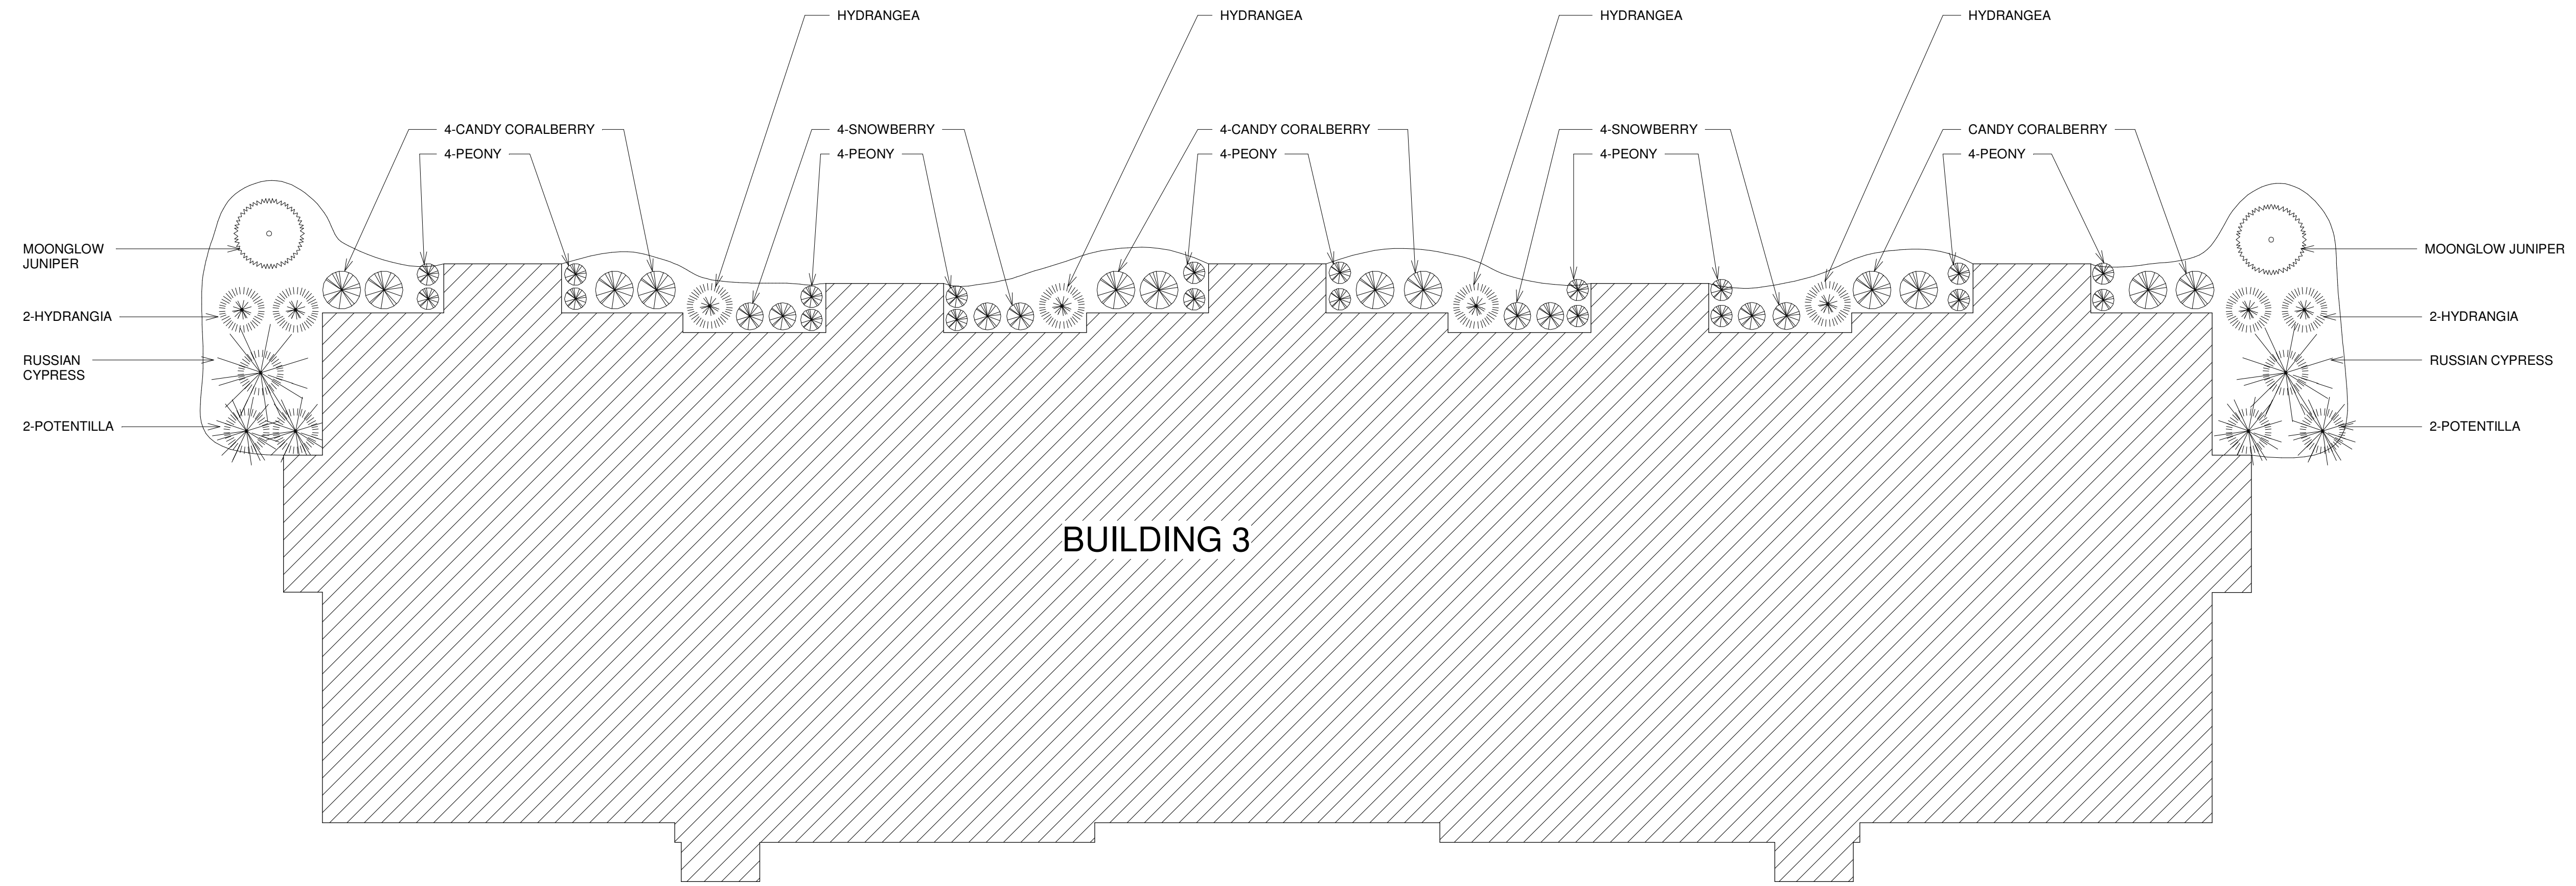 HYDRANGEA
HYDRANGEA
HYDRANGEA
HYDRANGEA
4-CANDY CORALBERRY
4-SNOWBERRY
4-CANDY CORALBERRY
4-SNOWBERRY
CANDY CORALBERRY
4-PEONY
4-PEONY
4-PEONY
4-PEONY
4-PEONY
MOONGLOW
JUNIPER
MOONGLOW JUNIPER
2-HYDRANGIA
2-HYDRANGIA
RUSSIAN
CYPRESS
RUSSIAN CYPRESS
2-POTENTILLA
2-POTENTILLA
BUILDING 3